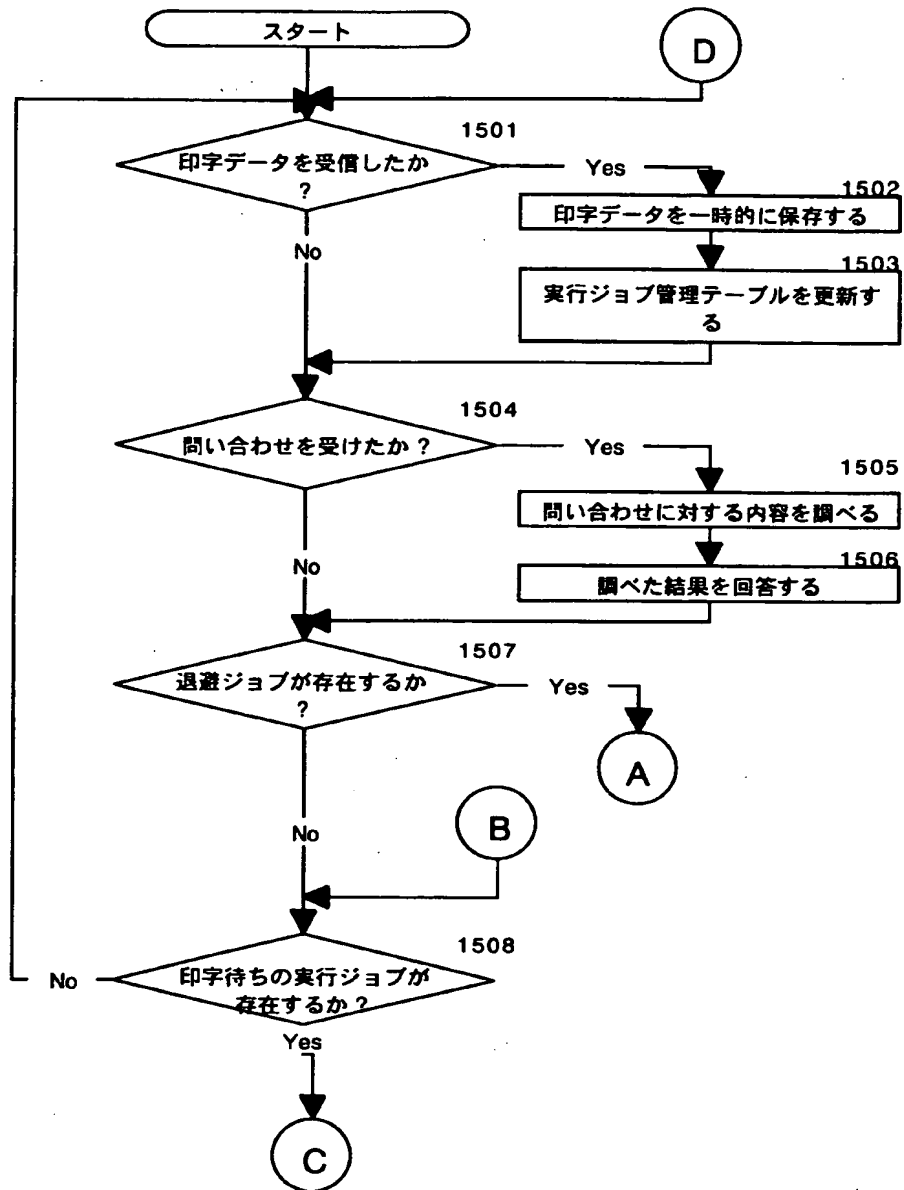 スタート
D
1501
印字データを受信したか
?
Yes
1502
印字データを一時的に保存する
No
1503
実行ジョブ管理テーブルを更新す
る
1504
問い合わせを受けたか?
Yes
1505
問い合わせに対する内容を調べる
No
1506
調べた結果を回答する
1507
退避ジョブが存在するか
?
Yes
A
B
No
1508
印字待ちの実行ジョブが
存在するか?
No
Yes
C